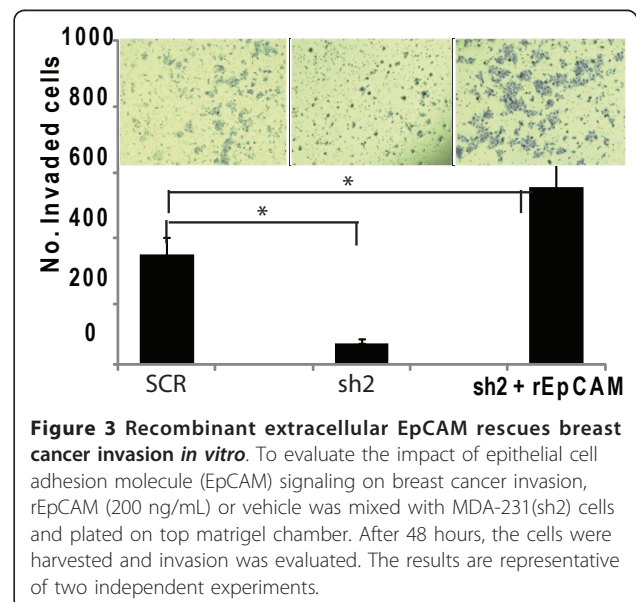 1000
800
600
400
200
0
No. Invaded cells
*
*
SCR
sh2
sh2 + rEpCAM
Figure 3 Recombinant extracellular EpCAM rescues breast
cancer invasion in vitro. To evaluate the impact of epithelial cell
adhesion molecule (EpCAM) signaling on breast cancer invasion,
rEpCAM (200 ng/mL) or vehicle was mixed with MDA-231(sh2) cells
and plated on top matrigel chamber. After 48 hours, the cells were
harvested and invasion was evaluated. The results are representative
of two independent experiments.